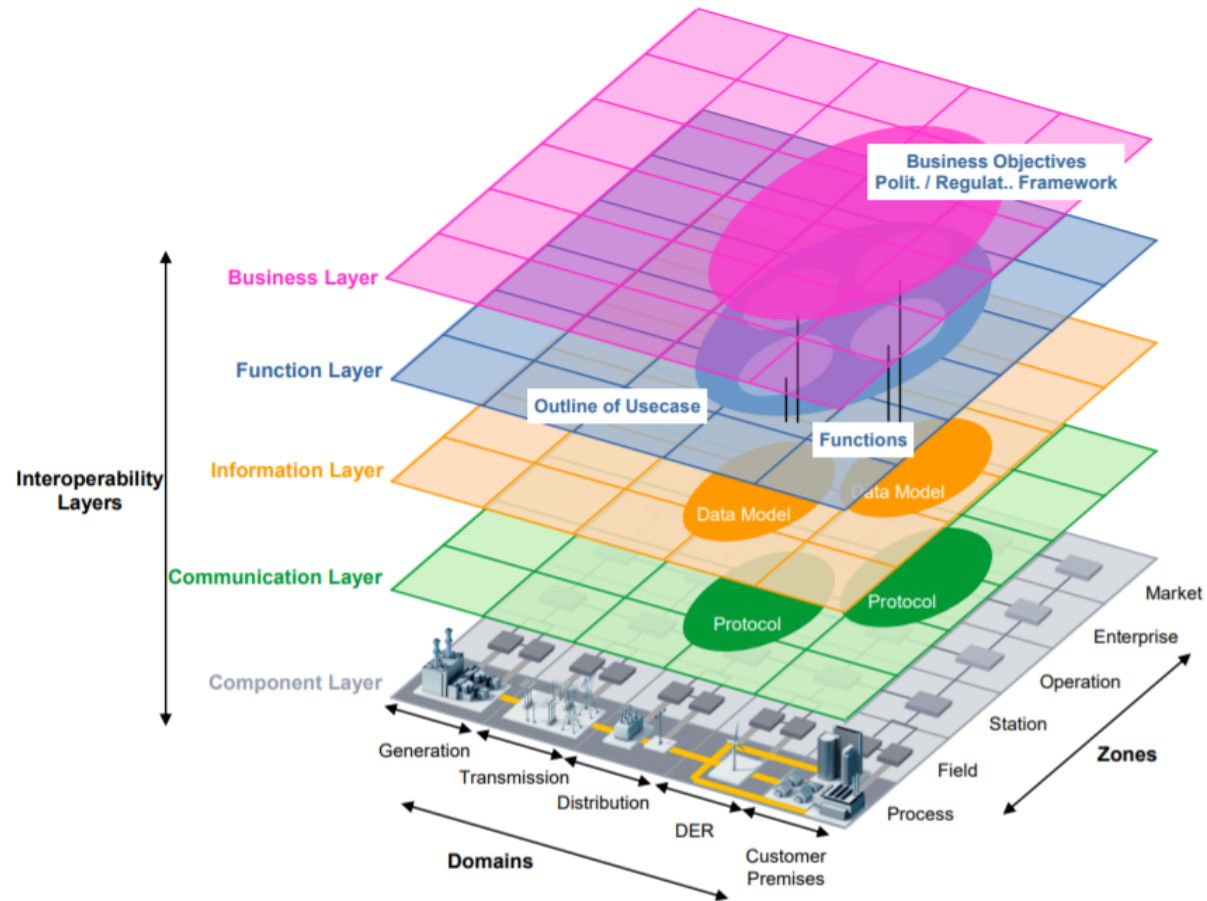 Business Objectives
Polit. / Regulat.. Framework
Business Layer
Function Layer
Outline of Usecase
Functions
Information Layer
Interoperability
Layers
Data Model
Data Model
Communication Layer
Protocol
Protocol
Component Layer
Market
Enterprise
Operation
Station
Field
Process
Zones
Generation
Transmission
Distribution
DER
Customer
Premises
Domains